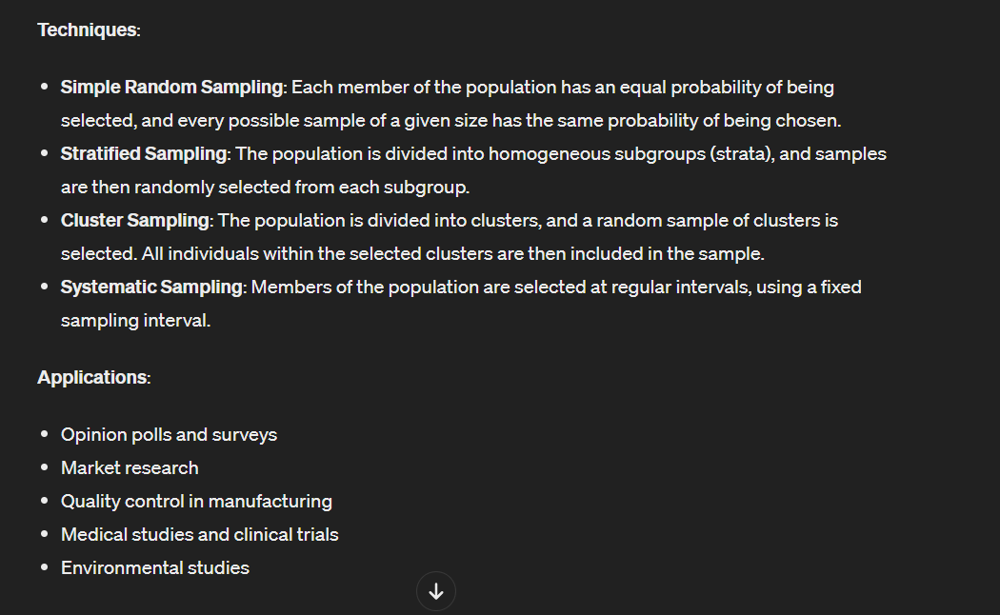 Techniques:
• Simple Random Sampling: Each member of the population has an equal probability of being
selected, and every possible sample of a given size has the same probability of being chosen.
• Stratified Sampling: The population is divided into homogeneous subgroups (strata), and samples
are then randomly selected from each subgroup.
• Cluster Sampling: The population is divided into clusters, and a random sample of clusters is
selected. All individuals within the selected clusters are then included in the sample.
• Systematic Sampling: Members of the population are selected at regular intervals, using a fixed
sampling interval.
Applications:
• Opinion polls and surveys
• Market research
• Quality control in manufacturing
• Medical studies and clinical trials
• Environmental studies